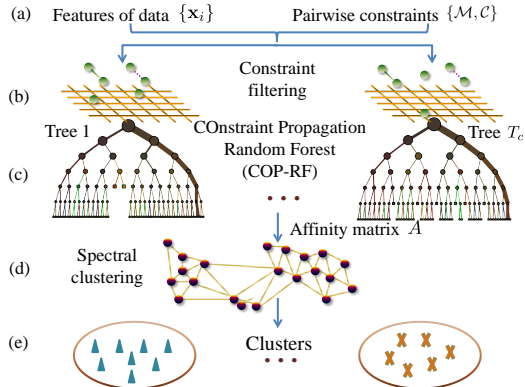 (a) Features of data {x_i} Pairwise constraints {M, C}
Constraint
filtering
(b)
Tree 1 COnstraint Propagation Tree T_c
Random Forest
(c) (COP-RF)
Affinity matrix A
(d) Spectral
clustering
(e) Clusters